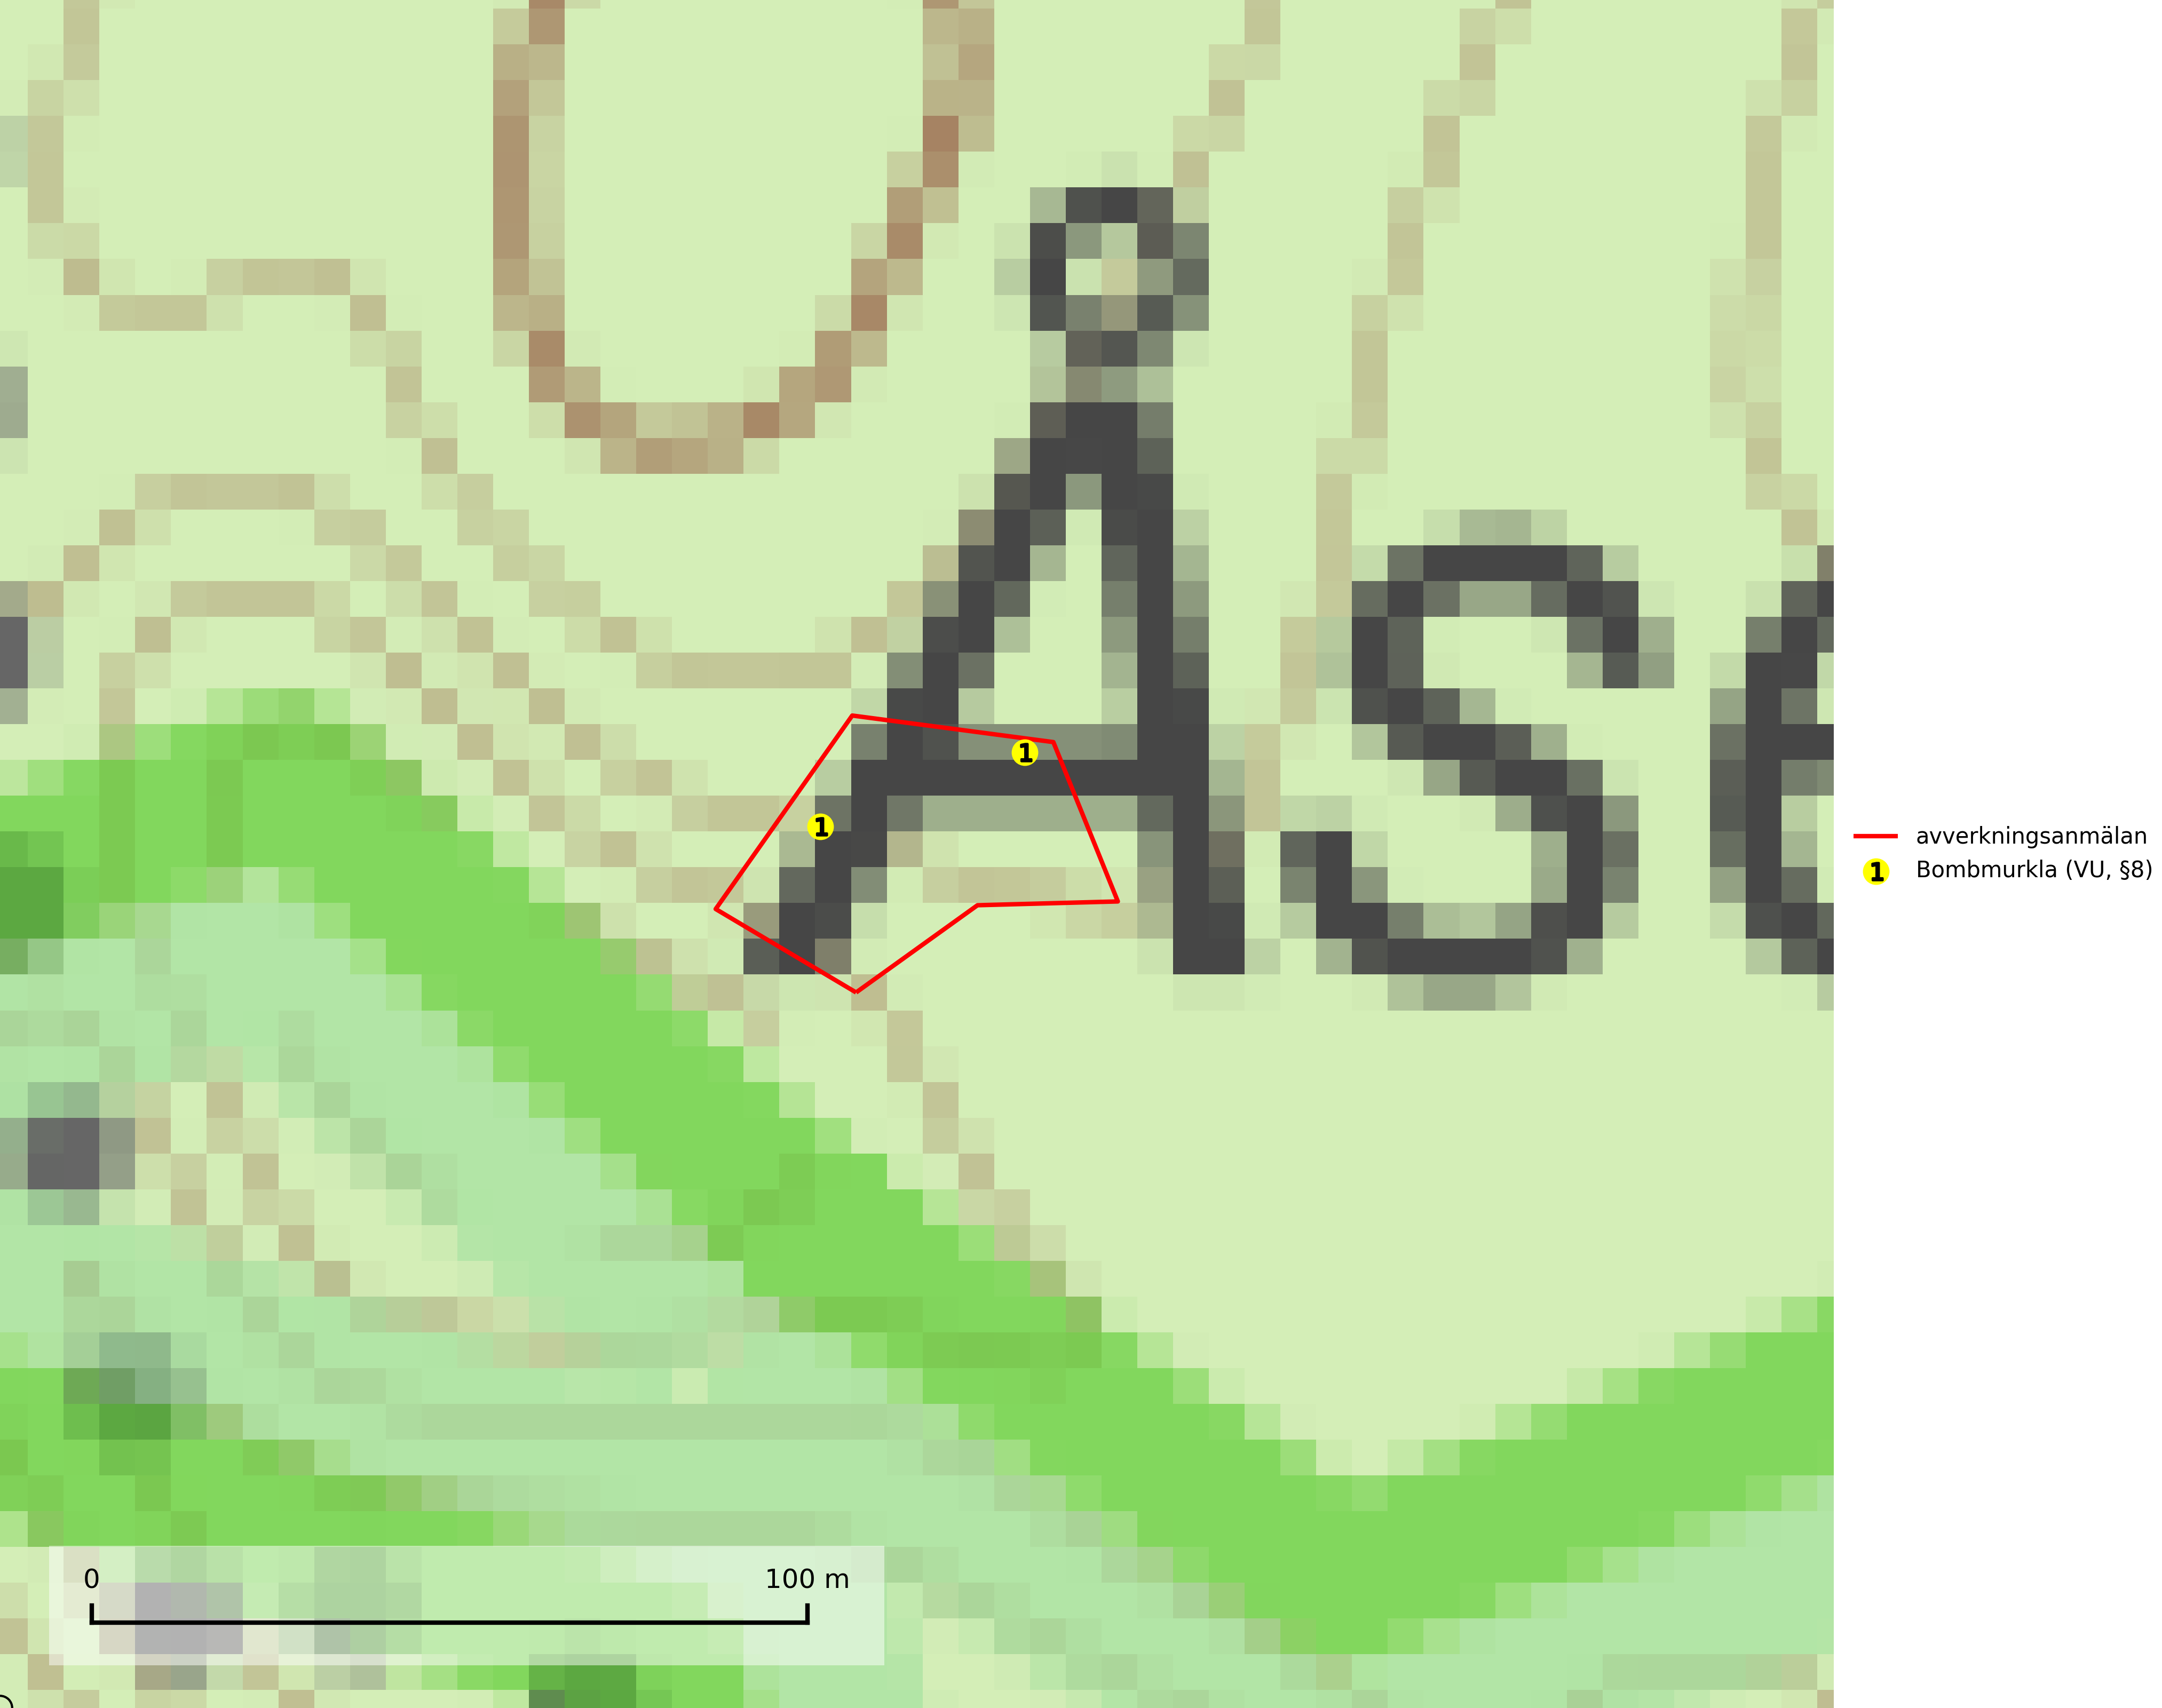 Ås
1
1
avverkningsanmälan
1 Bombmurkla (VU, §8)
0 100 m